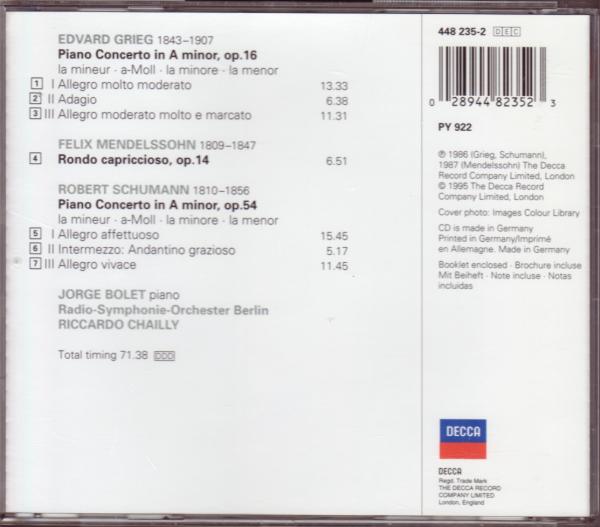 EDVARD GRIEG 1843–1907
Piano Concerto in A minor, op.16
la mineur · a-Moll · la minore · la menor
1 I Allegro molto moderato 13.33
2 II Adagio 6.38
3 III Allegro moderato molto e marcato 11.31
FELIX MENDELSSOHN 1809–1847
4 Rondo capriccioso, op.14 6.51
ROBERT SCHUMANN 1810–1856
Piano Concerto in A minor, op.54
la mineur · a-Moll · la minore · la menor
5 I Allegro affettuoso 15.45
6 II Intermezzo: Andantino grazioso 5.17
7 III Allegro vivace 11.45
JORGE BOLET piano
Radio-Symphonie-Orchester Berlin
RICCARDO CHAILLY
Total timing 71.38 DDD
448 235-2 DEC
0 28944 82352 3
PY 922
℗ 1986 (Grieg, Schumann),
1987 (Mendelssohn) The Decca
Record Company Limited, London
© 1995 The Decca Record
Company Limited, London
Cover photo: Images Colour Library
CD is made in Germany
Printed in Germany/Imprimé
en Allemagne. Made in Germany
Booklet enclosed · Brochure incluse
Mit Beiheft · Note incluse · Notas
incluidas
DECCA
DECCA
Regd. Trade Mark
THE DECCA RECORD
COMPANY LIMITED
London, England